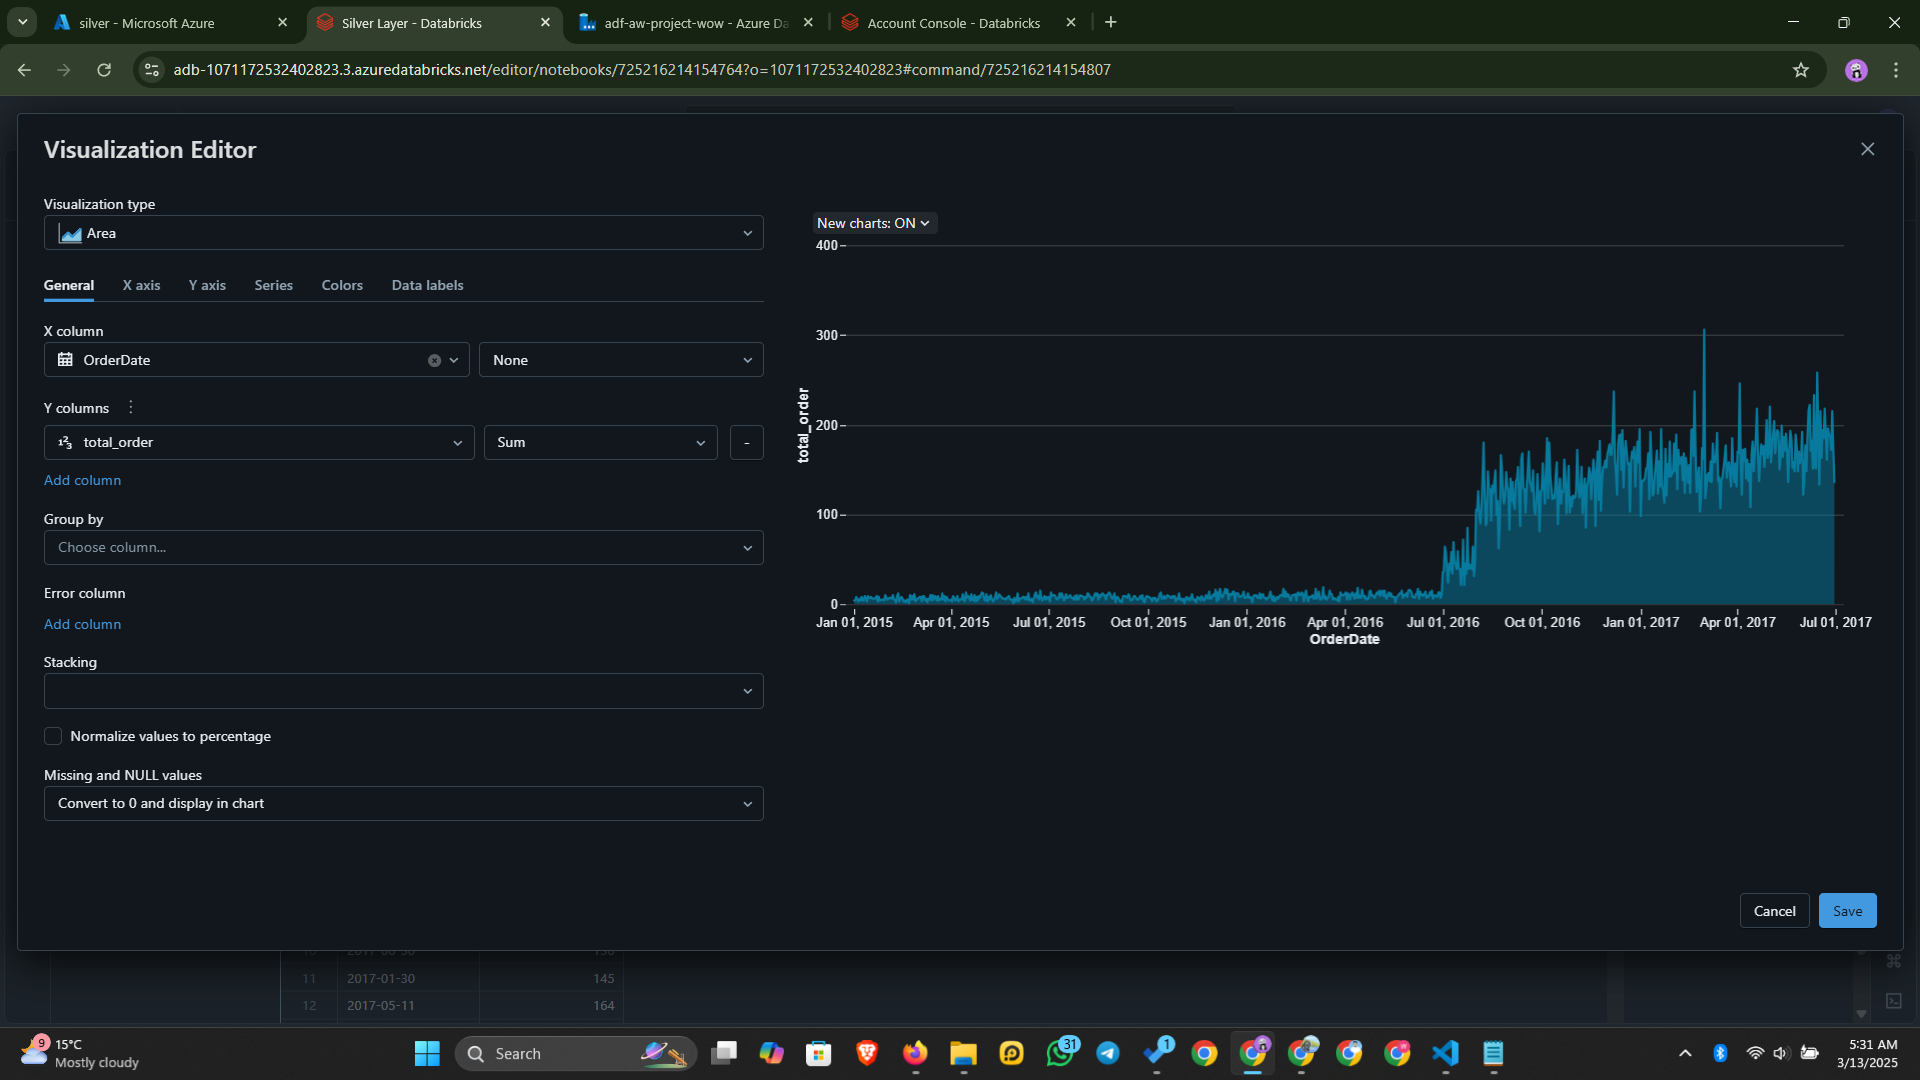 silver - Microsoft Azure
Silver Layer - Databricks
adf-aw-project-wow - Azure Da
Account Console - Databricks
adb-1071172532402823.3.azuredatabricks.net/editor/notebooks/725216214154764?o=1071172532402823#command/725216214154807
Visualization Editor
Visualization type
Area
General X axis Y axis Series Colors Data labels
X column
OrderDate None
Y columns
total_order Sum -
Add column
Group by
Choose column...
Error column
Add column
Stacking
Normalize values to percentage
Missing and NULL values
Convert to 0 and display in chart
New charts: ON
400
300
200
100
0
total_order
Jan 01, 2015 Apr 01, 2015 Jul 01, 2015 Oct 01, 2015 Jan 01, 2016 Apr 01, 2016 Jul 01, 2016 Oct 01, 2016 Jan 01, 2017 Apr 01, 2017 Jul 01, 2017
OrderDate
Cancel Save
11 2017-01-30 145
12 2017-05-11 164
9
15°C
Mostly cloudy
Search
31
1
5:31 AM
3/13/2025